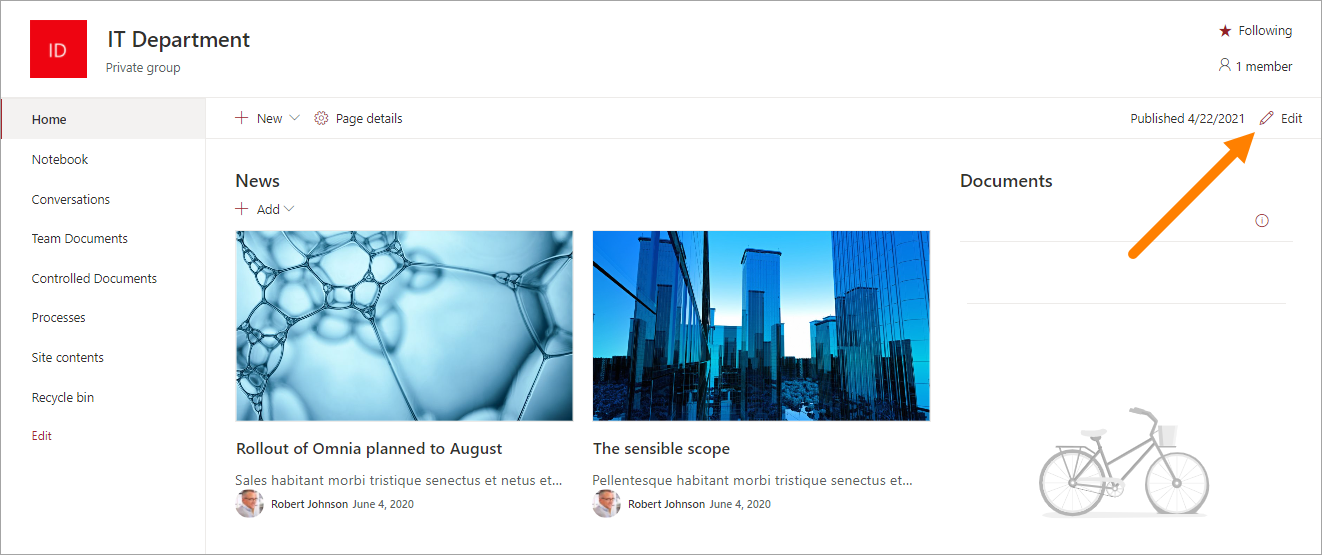 ID
IT Department
Private group
Following
1 member
Home
Notebook
Conversations
Team Documents
Controlled Documents
Processes
Site contents
Recycle bin
Edit
New
Page details
Published 4/22/2021
Edit
News
Add
Rollout of Omnia planned to August
Sales habitant morbi tristique senectus et netus et...
Robert Johnson June 4, 2020
The sensible scope
Pellentesque habitant morbi tristique senectus et...
Robert Johnson June 4, 2020
Documents